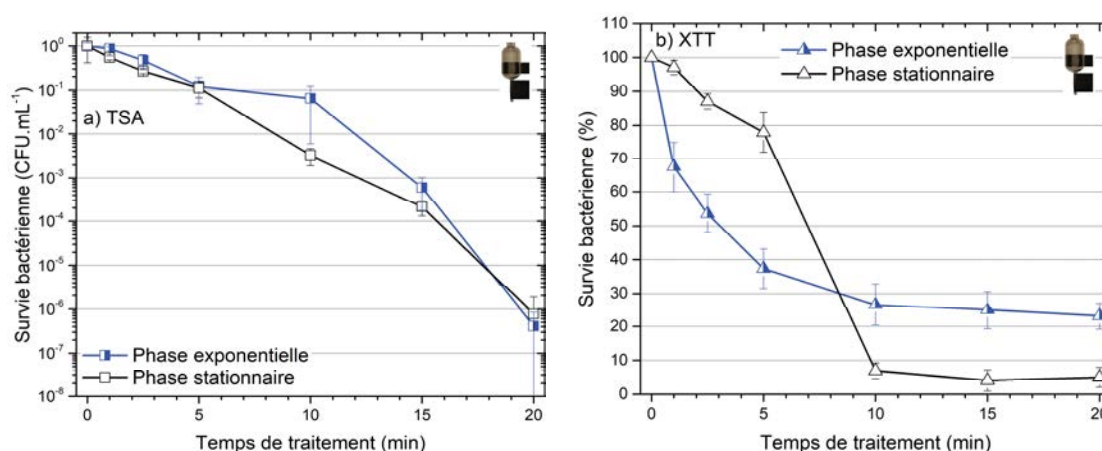 10⁰
10⁻¹
10⁻²
10⁻³
10⁻⁴
10⁻⁵
10⁻⁶
10⁻⁷
10⁻⁸
Survie bactérienne (CFU.mL⁻¹)
a) TSA
Phase exponentielle
Phase stationnaire
0 5 10 15 20
Temps de traitement (min)
110
100
90
80
70
60
50
40
30
20
10
0
Survie bactérienne (%)
b) XTT
Phase exponentielle
Phase stationnaire
0 5 10 15 20
Temps de traitement (min)